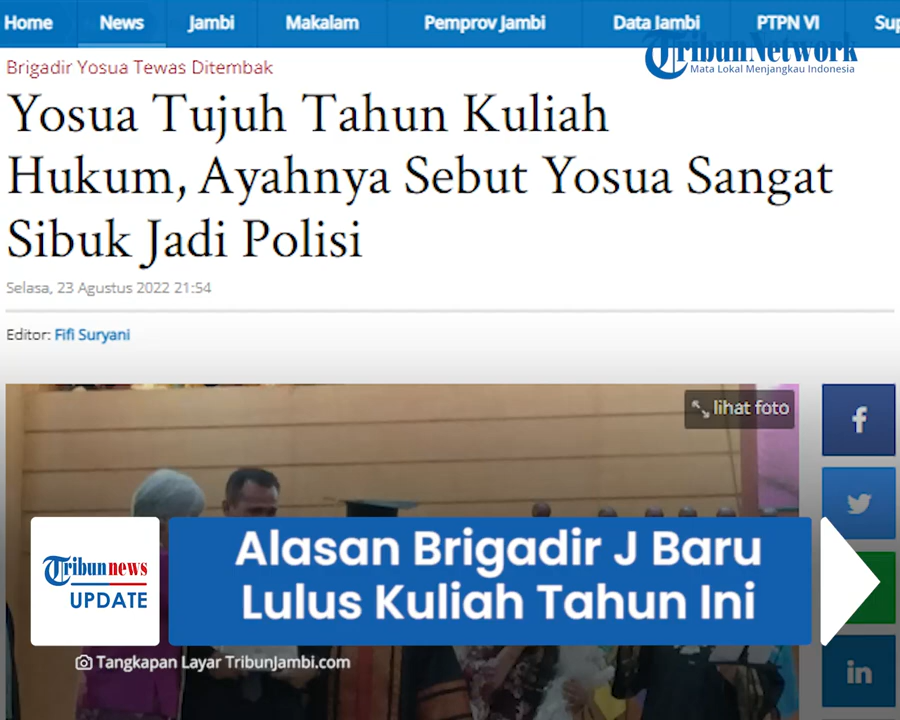 Home News Jambi Makalam Pemprov Jambi Data Jambi PTPN VI Sup
TribunNetwork
Mata Lokal Menjangkau Indonesia
Brigadir Yosua Tewas Ditembak
Yosua Tujuh Tahun Kuliah
Hukum, Ayahnya Sebut Yosua Sangat
Sibuk Jadi Polisi
Selasa, 23 Agustus 2022 21:54
Editor: Fifi Suryani
lihat foto
f
Tribunnews
UPDATE
Alasan Brigadir J Baru
Lulus Kuliah Tahun Ini
Tangkapan Layar TribunJambi.com
in